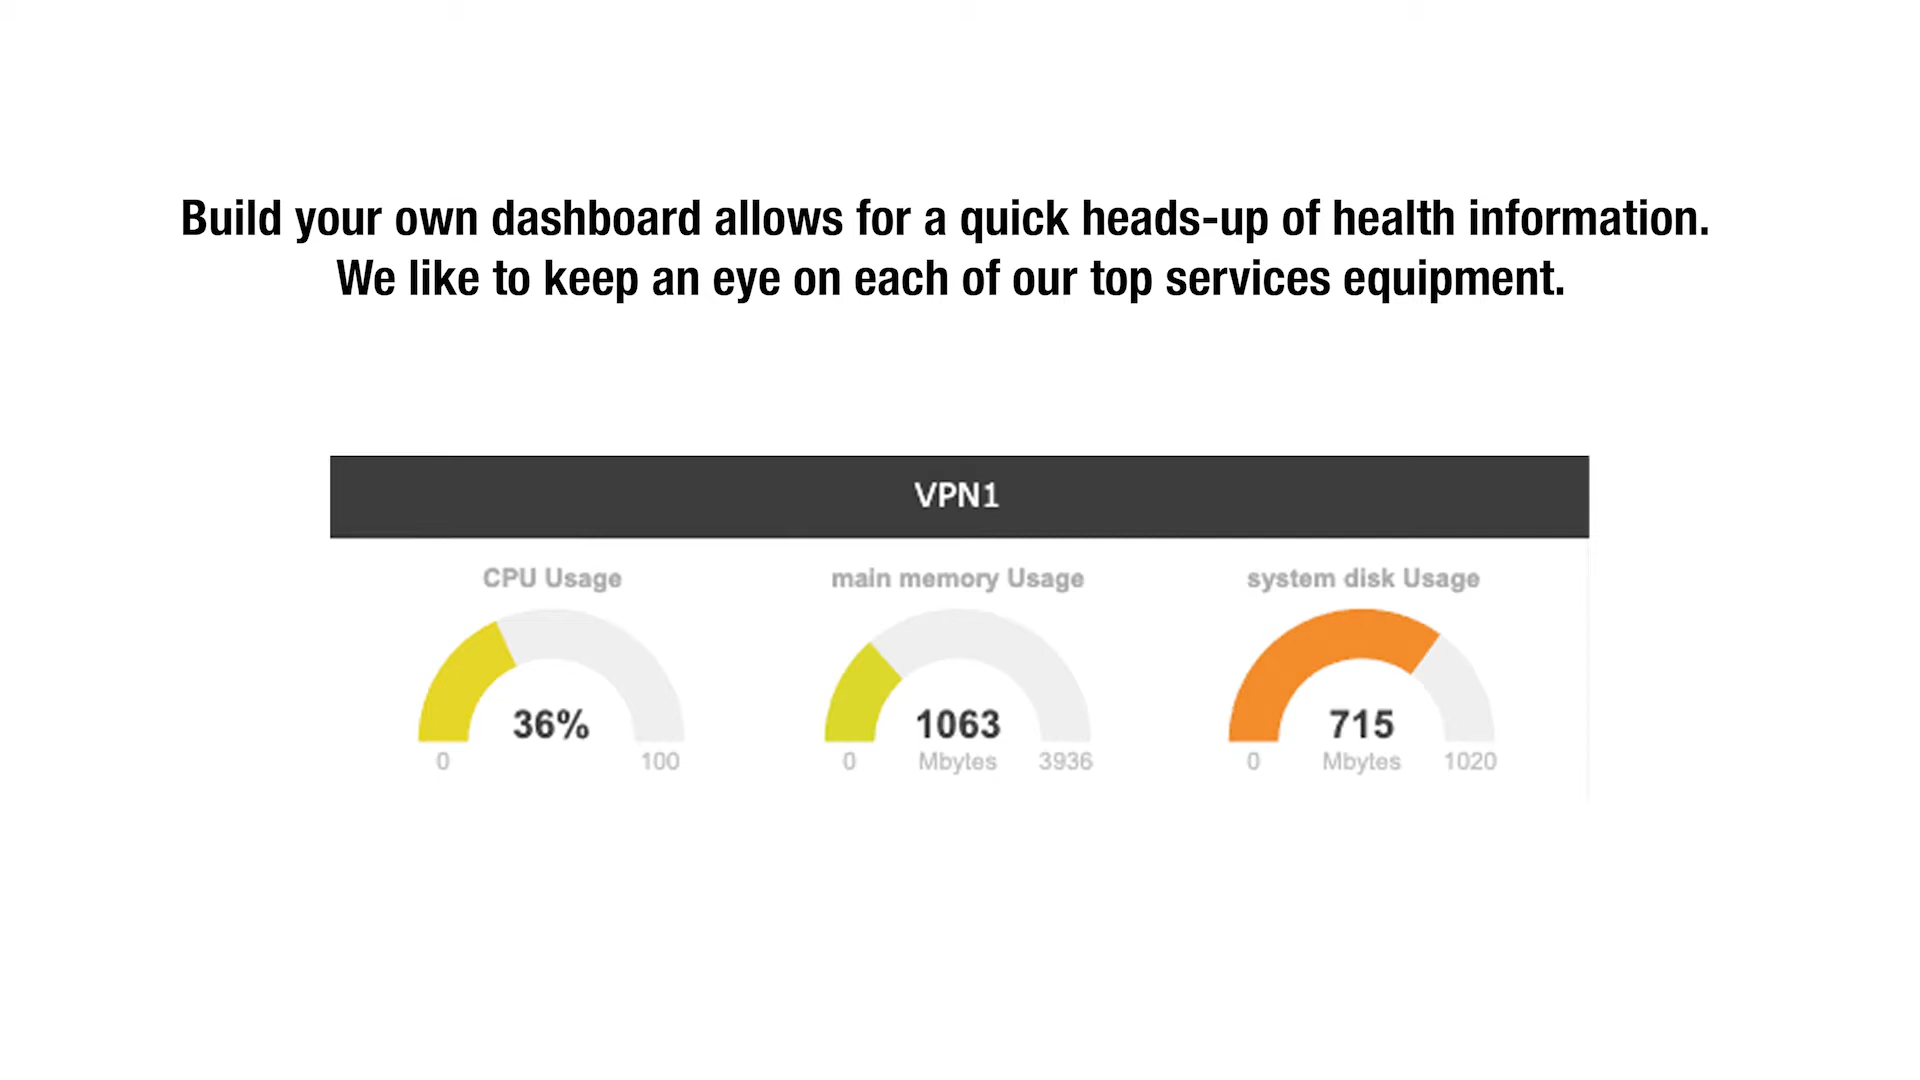 Build your own dashboard allows for a quick heads-up of health information.
We like to keep an eye on each of our top services equipment.
VPN1
CPU Usage
36%
0 100
main memory Usage
1063
0 Mbytes 3936
system disk Usage
715
0 Mbytes 1020